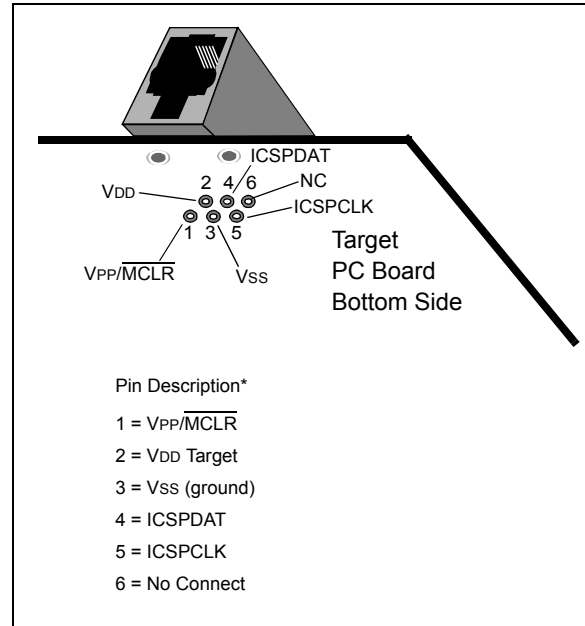 ICSPDAT
2 4 6
NC
VDD
ICSPCLK
1 3 5
Target
PC Board
Bottom Side
VPP/MCLR
VSS
Pin Description*
1 = VPP/MCLR
2 = VDD Target
3 = VSS (ground)
4 = ICSPDAT
5 = ICSPCLK
6 = No Connect